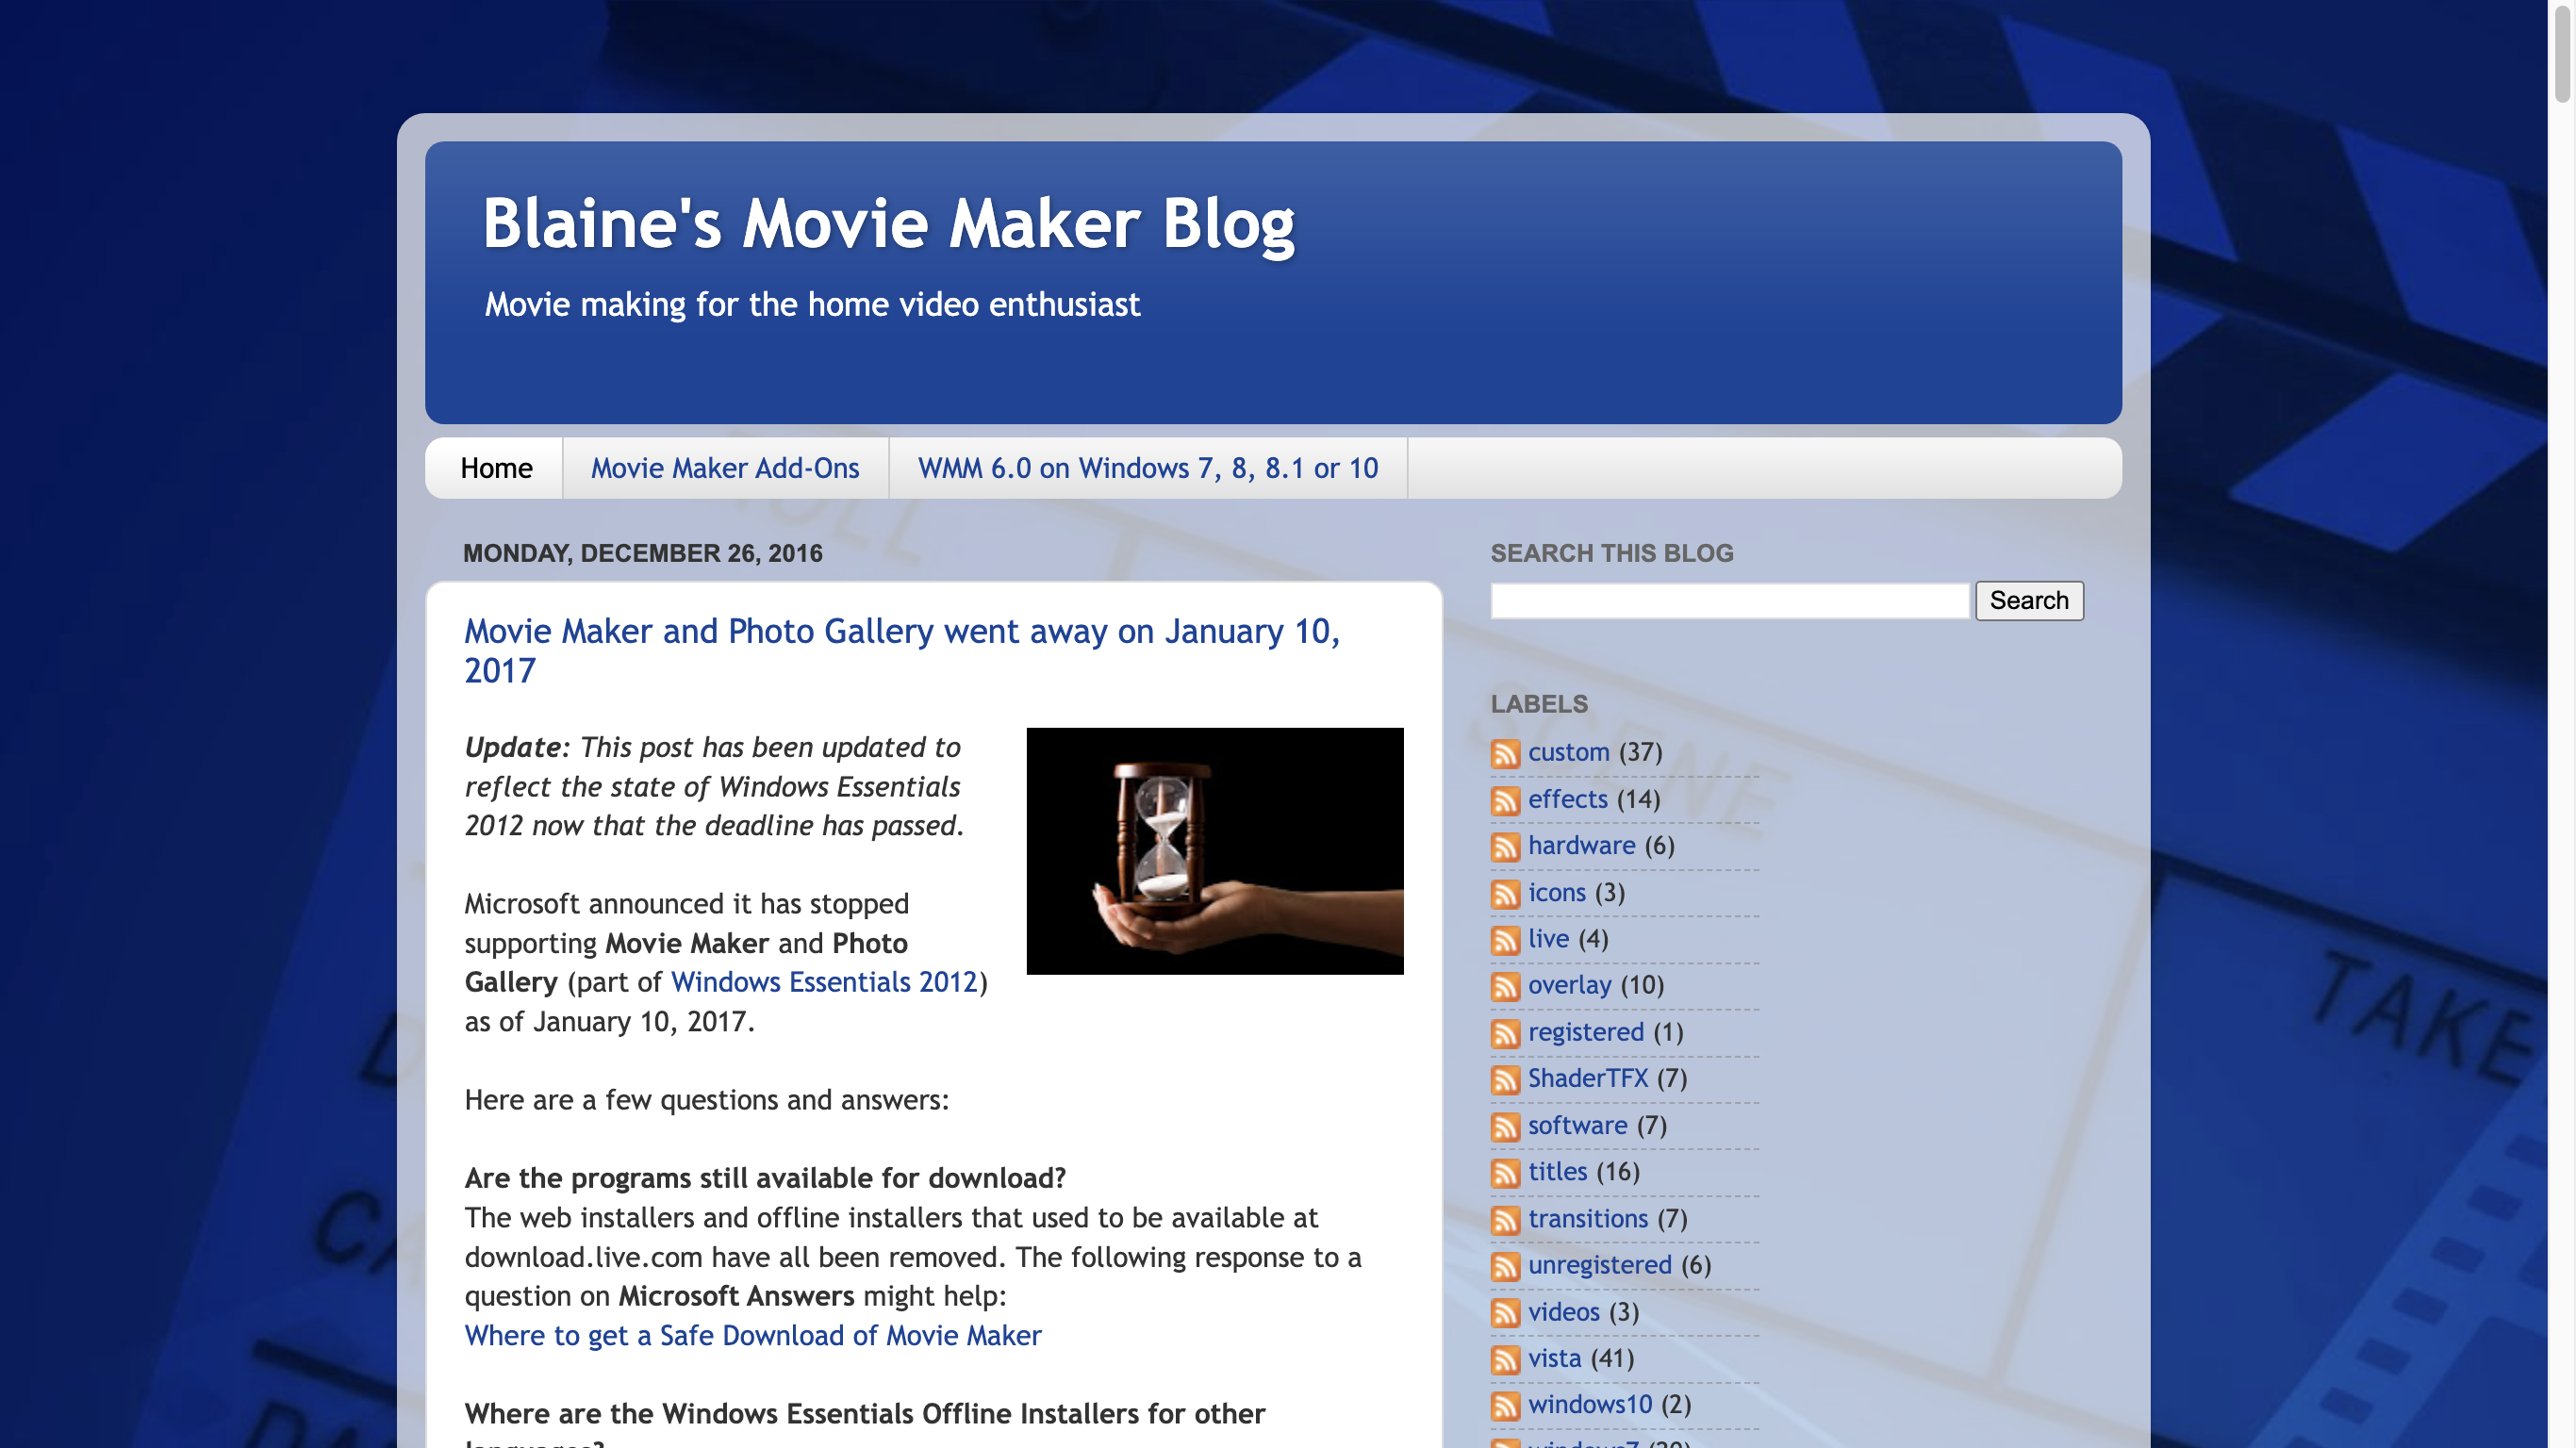 Blaine's Movie Maker Blog
Movie making for the home video enthusiast
Home
Movie Maker Add-Ons
WMM 6.0 on Windows 7, 8, 8.1 or 10
MONDAY, DECEMBER 26, 2016
Movie Maker and Photo Gallery went away on January 10,
2017
Update: This post has been updated to
reflect the state of Windows Essentials
2012 now that the deadline has passed.
Microsoft announced it has stopped
supporting Movie Maker and Photo
Gallery (part of Windows Essentials 2012)
as of January 10, 2017.
Here are a few questions and answers:
Are the programs still available for download?
The web installers and offline installers that used to be available at
download.live.com have all been removed. The following response to a
question on Microsoft Answers might help:
Where to get a Safe Download of Movie Maker
Where are the Windows Essentials Offline Installers for other
languages?
SEARCH THIS BLOG
Search
LABELS
custom (37)
effects (14)
hardware (6)
icons (3)
live (4)
overlay (10)
registered (1)
ShaderTFX (7)
software (7)
titles (16)
transitions (7)
unregistered (6)
videos (3)
vista (41)
windows10 (2)
ROLL
SCENE
TAKE